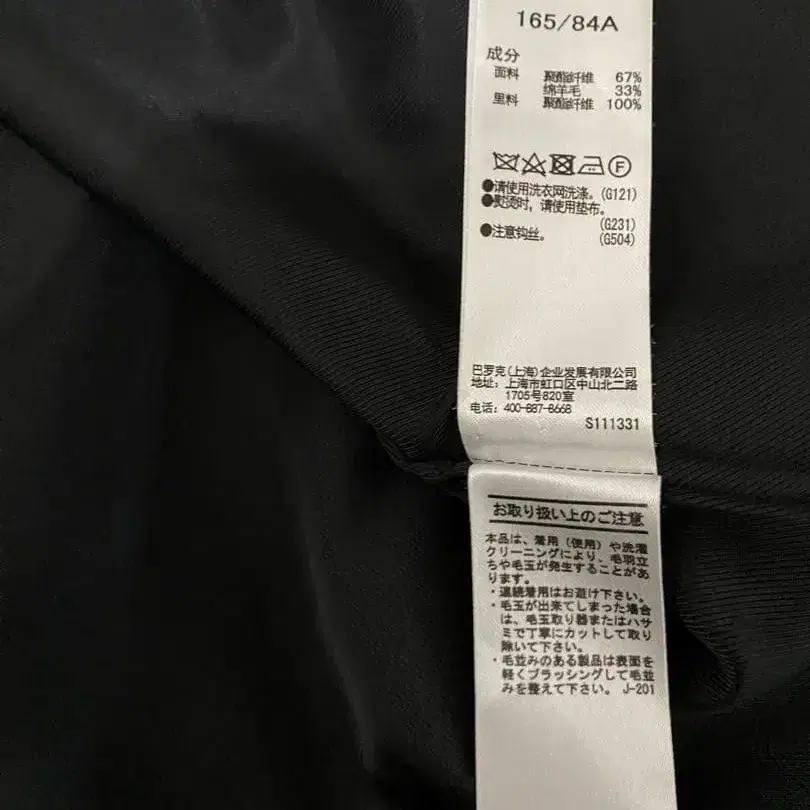 165/84A
成分
面料 聚酯纤维 67%
绵羊毛 33%
里料 聚酯纤维 100%
F
●请使用洗衣网洗涤。(G121)
●熨烫时,请使用垫布。
(G231)
●注意钩丝。 (G504)
巴罗克(上海)企业发展有限公司
地址: 上海市虹口区中山北二路
1705号820室
电话: 400-887-8668
S111331
お取り扱い上のご注意
本品は、着用(使用)や洗濯
クリーニングにより、毛羽立
ちや毛玉が発生することがあ
ります。
・連続着用はお避け下さい。
・毛玉が出来てしまった場合
は、毛玉取り器またはハサ
ミで丁寧にカットして取り
除いて下さい。
・毛並みのある製品は表面を
軽くブラッシングして毛並
みを整えて下さい。 J-201